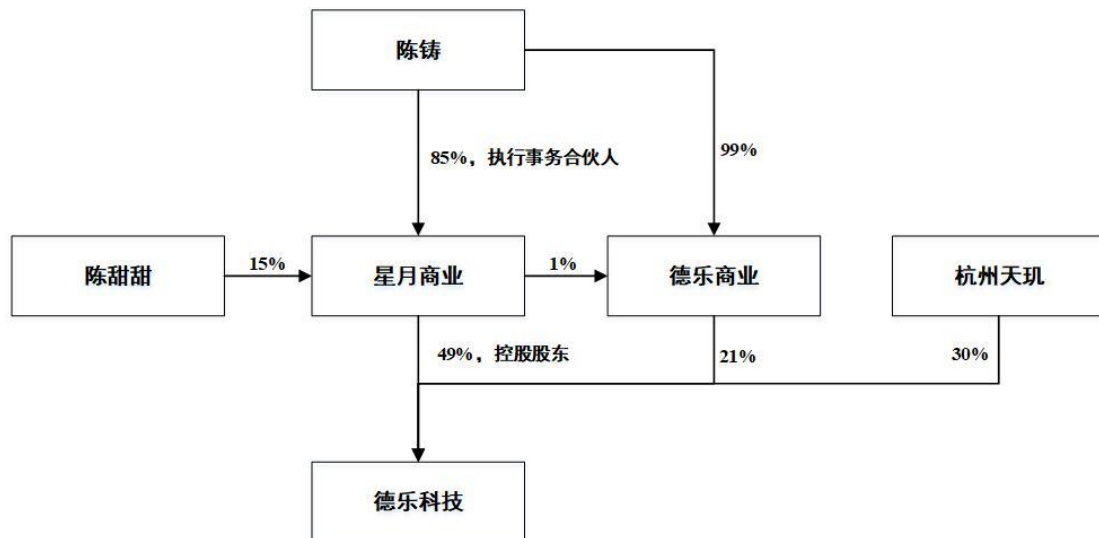 陈铸
85%，执行事务合伙人
99%
陈甜甜
15%
星月商业
1%
德乐商业
杭州天玑
49%，控股股东
21%
30%
德乐科技